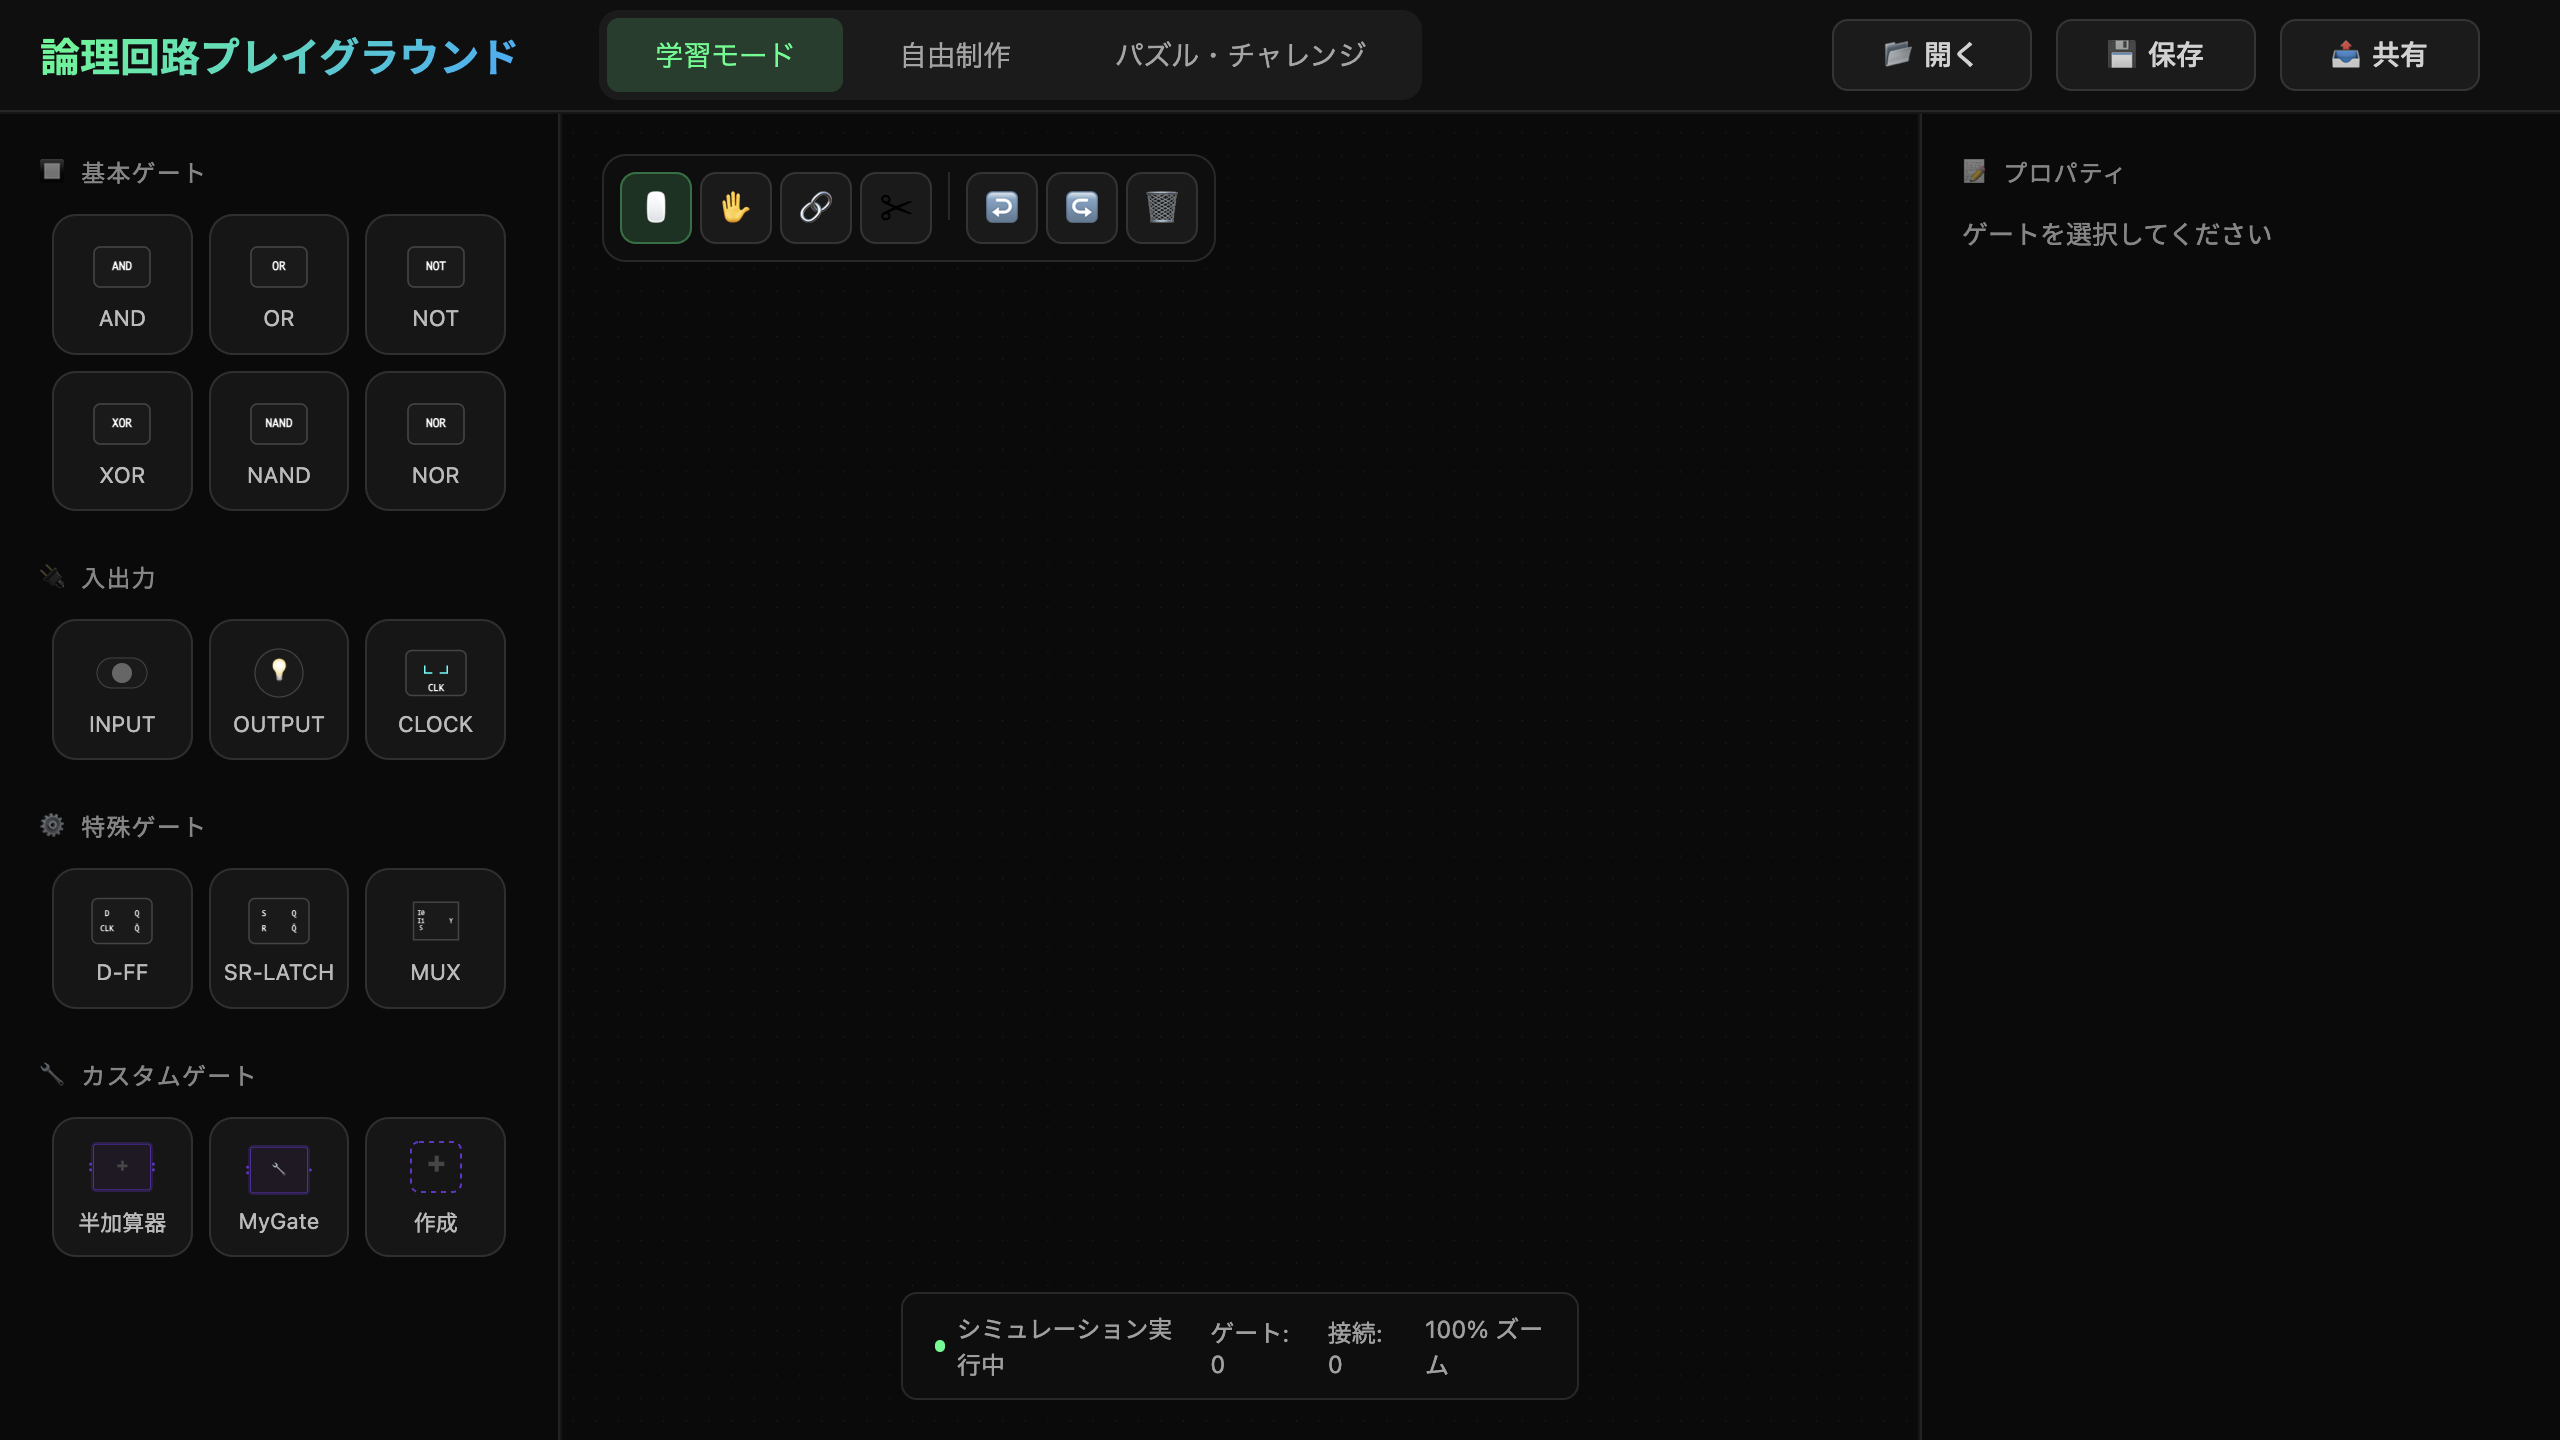 論理回路プレイグラウンド
学習モード
自由制作
パズル・チャレンジ
開く
保存
共有
基本ゲート
AND
OR
NOT
AND
OR
NOT
XOR
NAND
NOR
XOR
NAND
NOR
入出力
CLK
INPUT
OUTPUT
CLOCK
特殊ゲート
D Q
CLK Q̄
S Q
R Q̄
I0
I1 Y
S
D-FF
SR-LATCH
MUX
カスタムゲート
半加算器
MyGate
作成
シミュレーション実
行中
ゲート:
0
接続:
0
100% ズー
ム
プロパティ
ゲートを選択してください